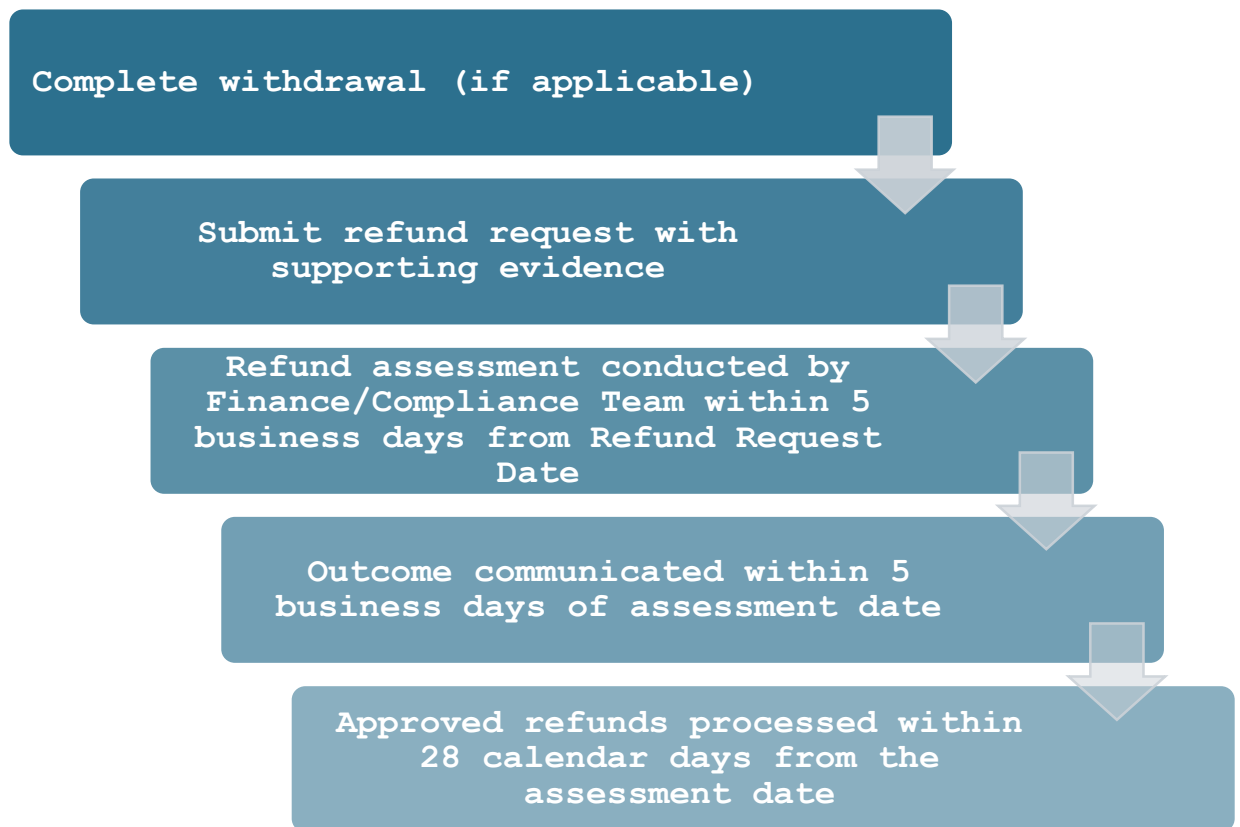 Complete withdrawal (if applicable)
Submit refund request with
supporting evidence
Refund assessment conducted by
Finance/Compliance Team within 5
business days from Refund Request
Date
Outcome communicated within 5
business days of assessment date
Approved refunds processed within
28 calendar days from the
assessment date